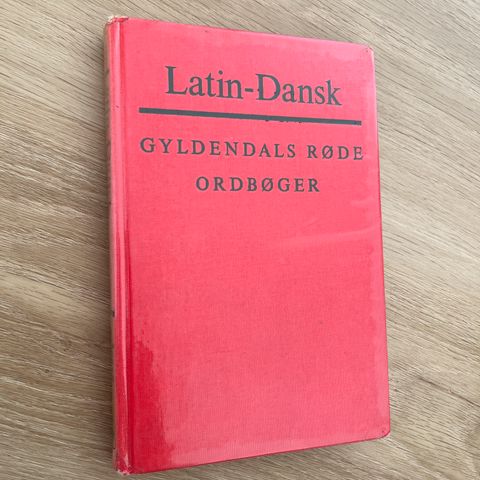 Latin-Dansk
GYLDENDALS RØDE
ORDBØGER